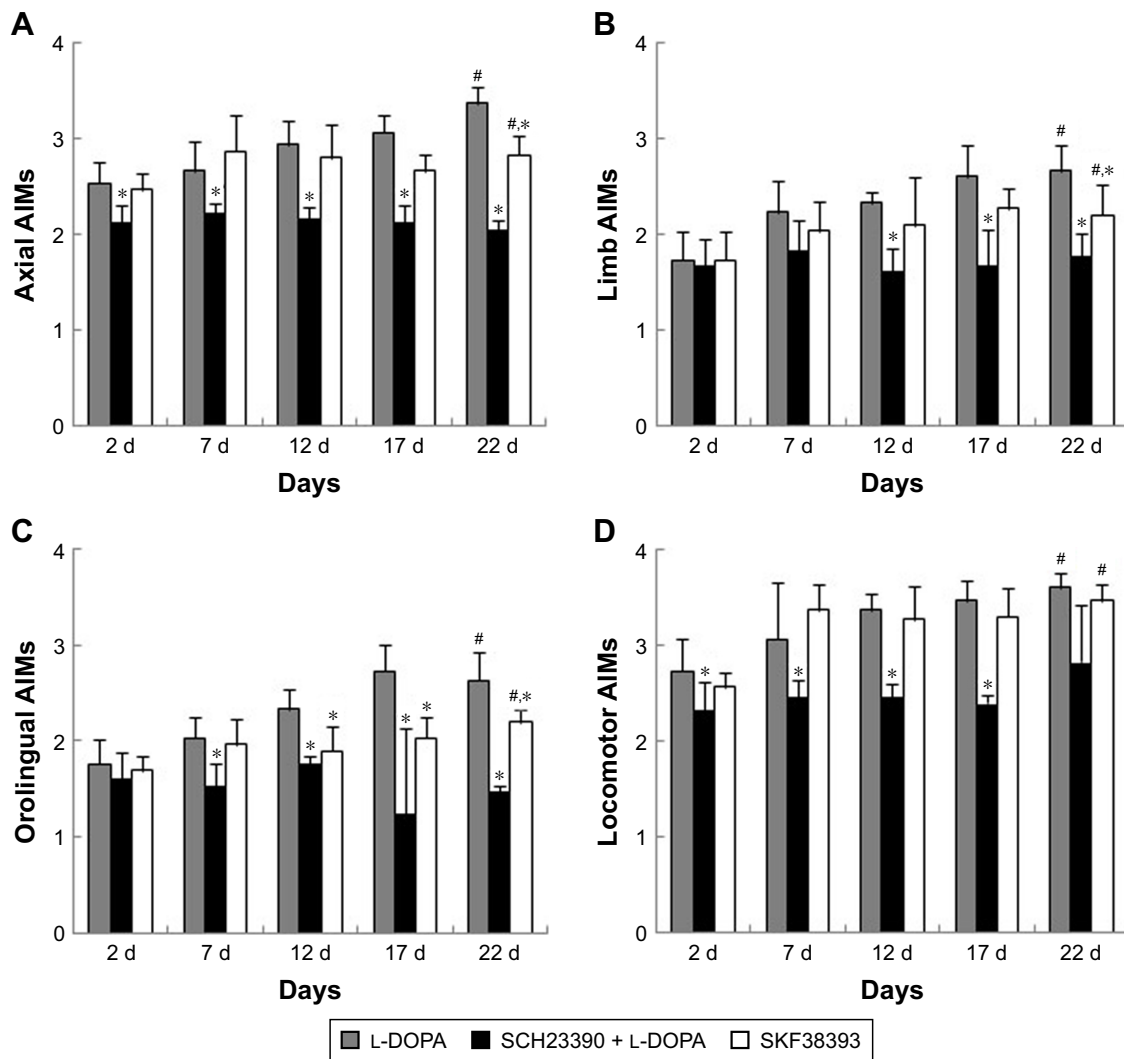 A
4
3
2
1
0
Axial AIMs
* * * * *
# #,*
2 d 7 d 12 d 17 d 22 d
Days
B
4
3
2
1
0
Limb AIMs
* * *
# #,*
2 d 7 d 12 d 17 d 22 d
Days
C
4
3
2
1
0
Orolingual AIMs
* * * * * *
# #,*
2 d 7 d 12 d 17 d 22 d
Days
D
4
3
2
1
0
Locomotor AIMs
* * * *
# #
2 d 7 d 12 d 17 d 22 d
Days
L-DOPA SCH23390 + L-DOPA SKF38393